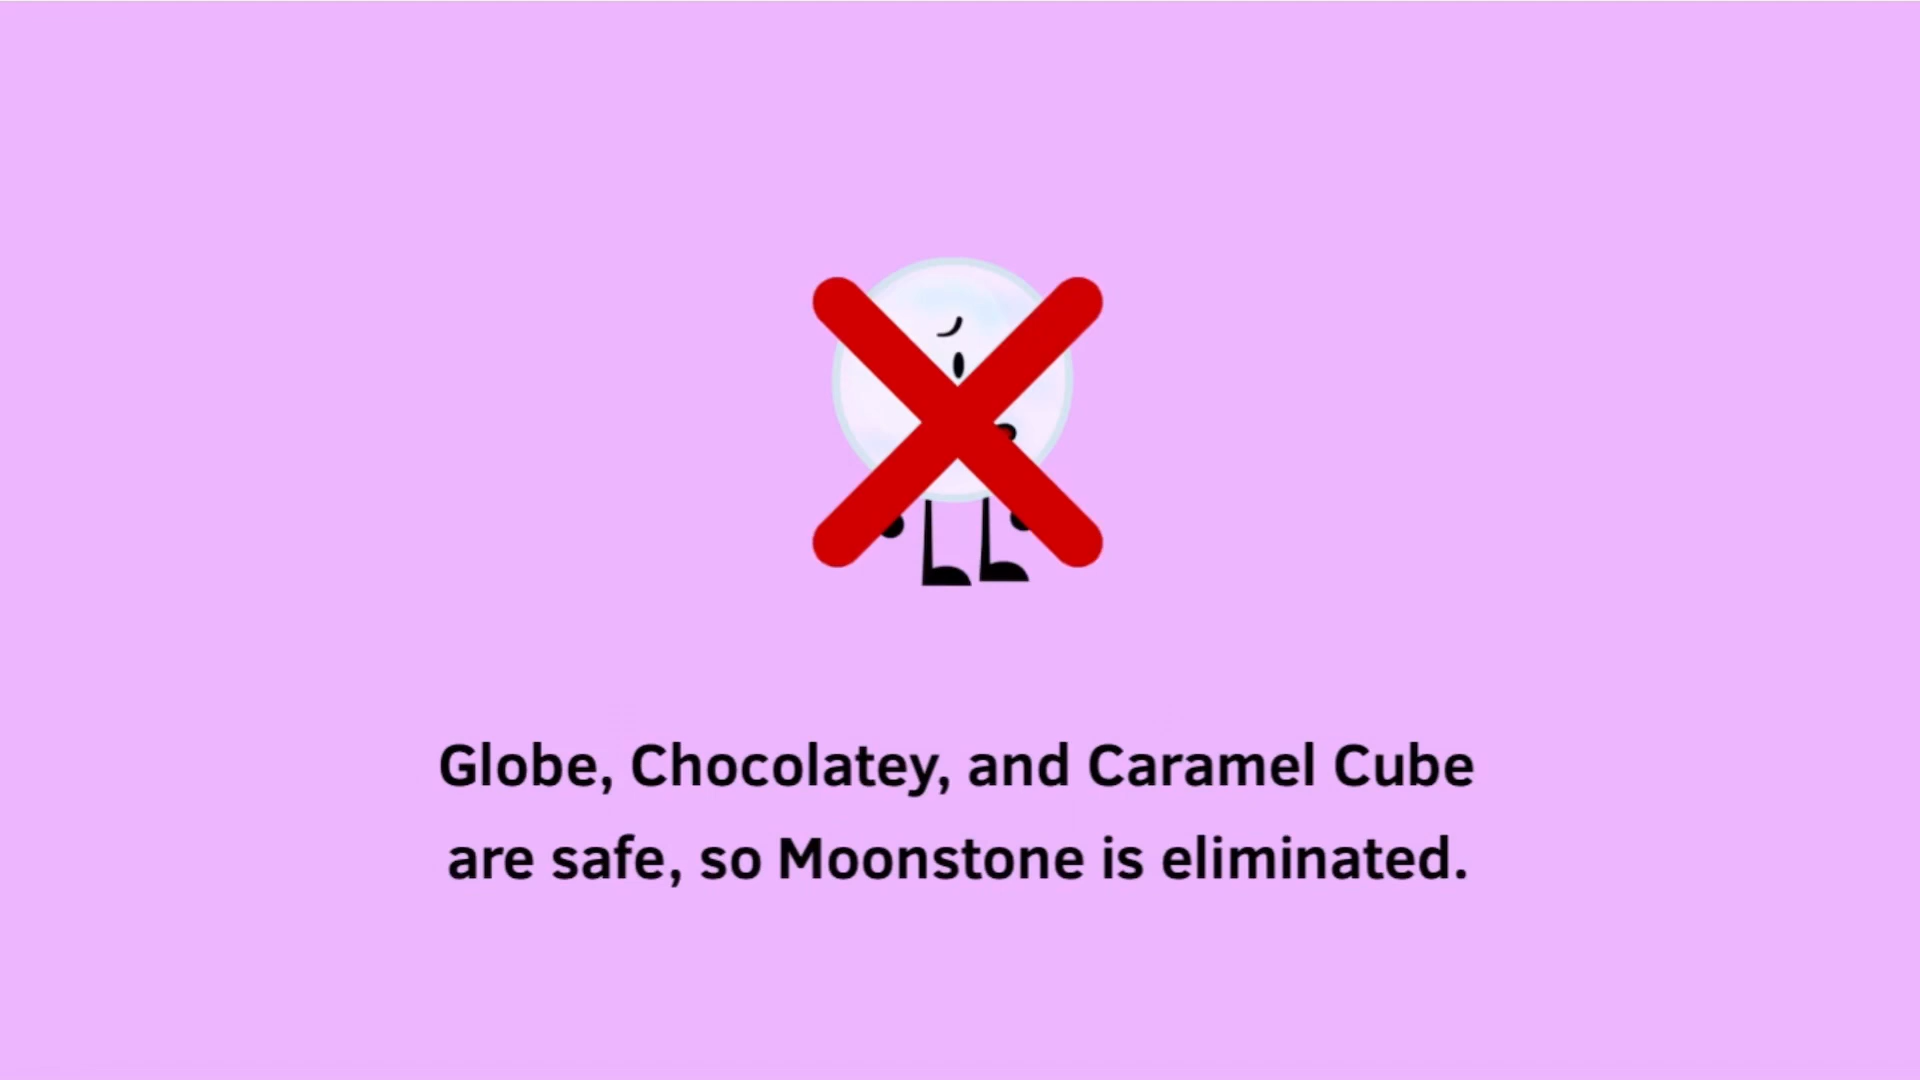 Globe, Chocolatey, and Caramel Cube
are safe, so Moonstone is eliminated.